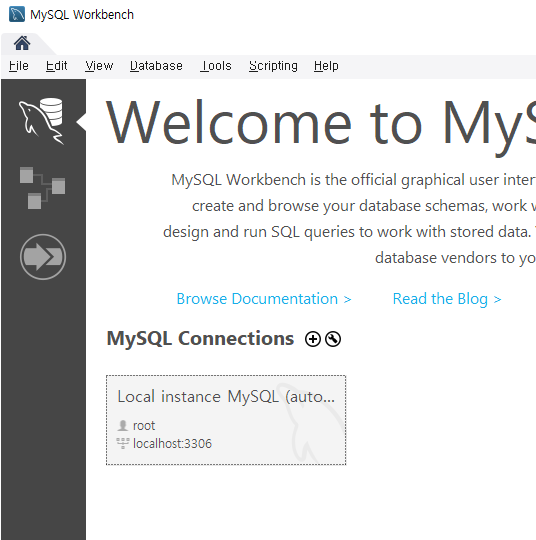 MySQL Workbench
File Edit View Database Tools Scripting Help
Welcome to MyS
MySQL Workbench is the official graphical user inter
create and browse your database schemas, work w
design and run SQL queries to work with stored data.
database vendors to yo
Browse Documentation > Read the Blog >
MySQL Connections
Local instance MySQL (auto...
root
localhost:3306